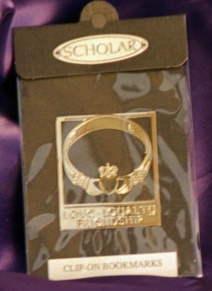 SCHOLAR
LOVE, LOYALTY
FRIENDSHIP
CLIP-ON BOOKMARKS